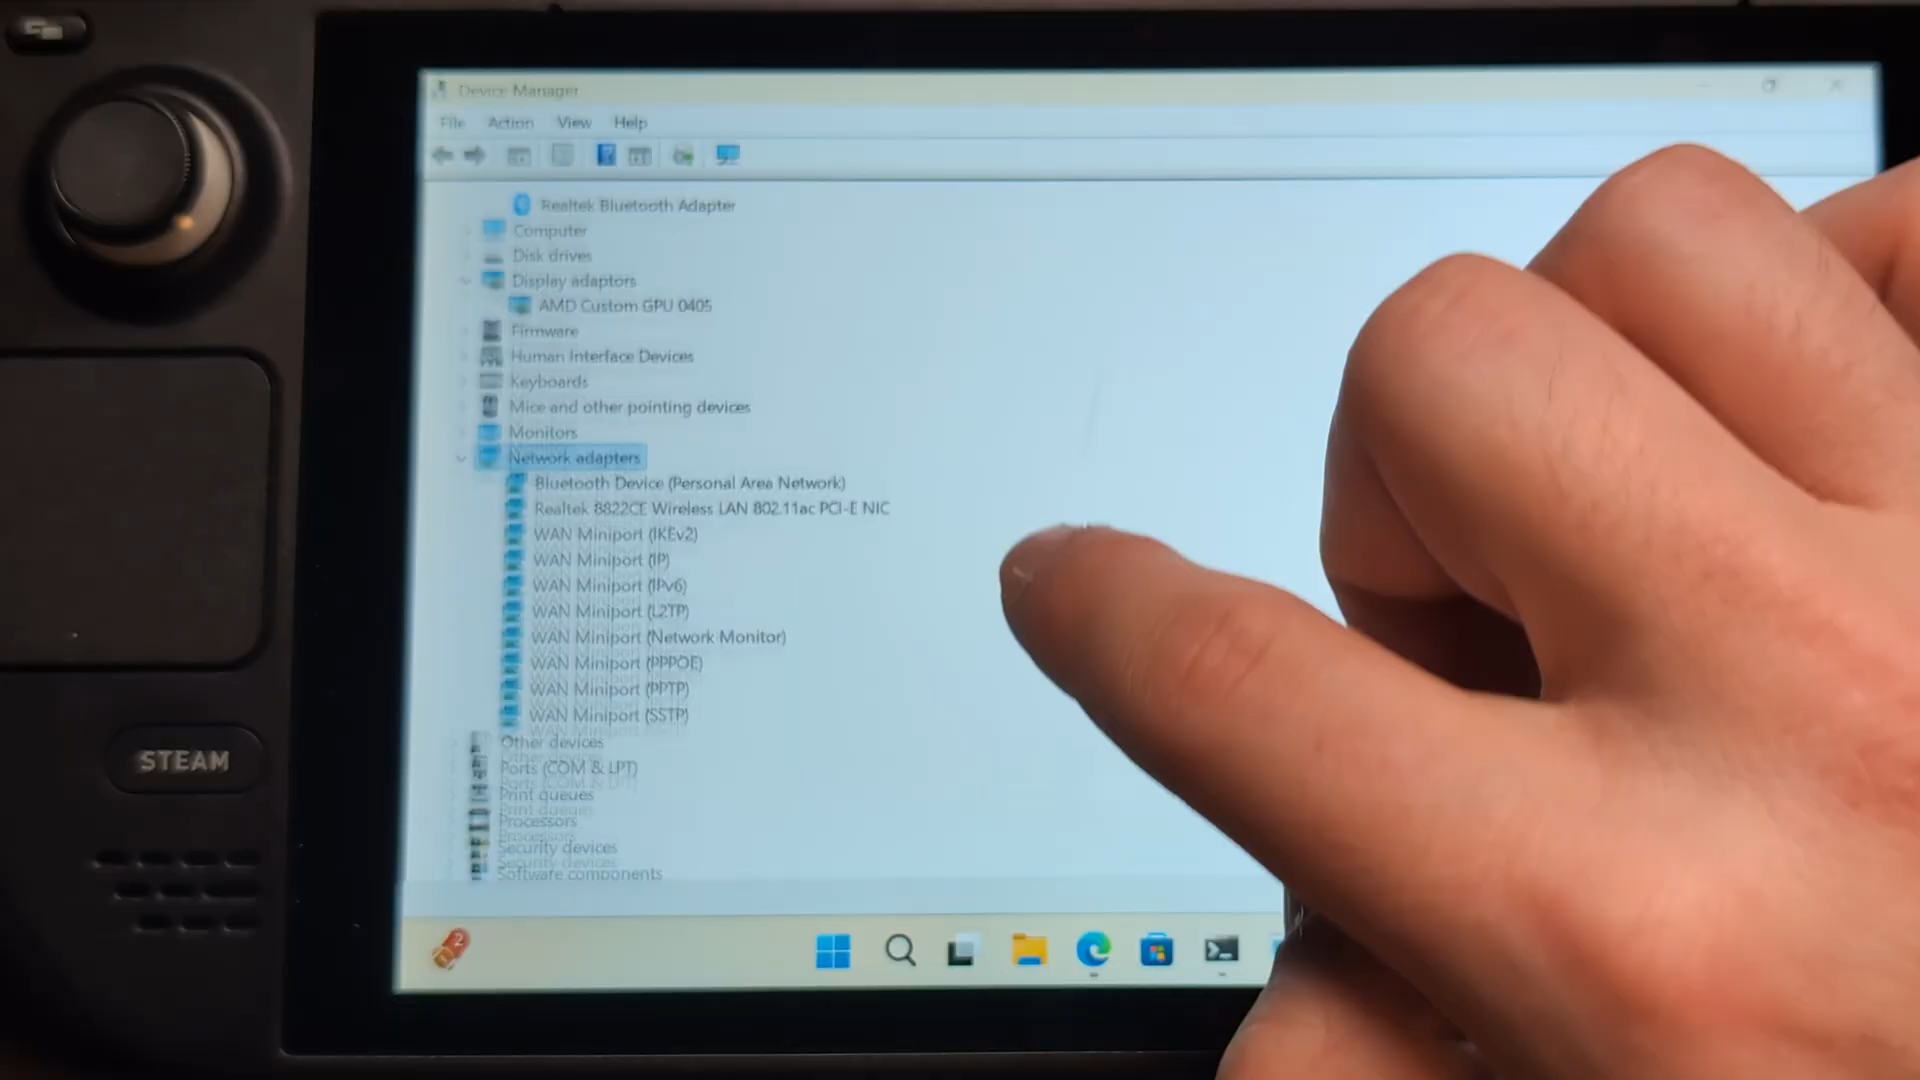 Device Manager
File Action View Help
Realtek Bluetooth Adapter
Computer
Disk drives
Display adaptors
AMD Custom GPU 0405
Firmware
Human Interface Devices
Keyboards
Mice and other pointing devices
Monitors
Network adapters
Bluetooth Device (Personal Area Network)
Realtek 8822CE Wireless LAN 802.11ac PCI-E NIC
WAN Miniport (IKEv2)
WAN Miniport (IP)
WAN Miniport (IPv6)
WAN Miniport (L2TP)
WAN Miniport (Network Monitor)
WAN Miniport (PPPOE)
WAN Miniport (PPTP)
WAN Miniport (SSTP)
Other devices
Ports (COM & LPT)
Print queues
Processors
Security devices
Software components
STEAM
2